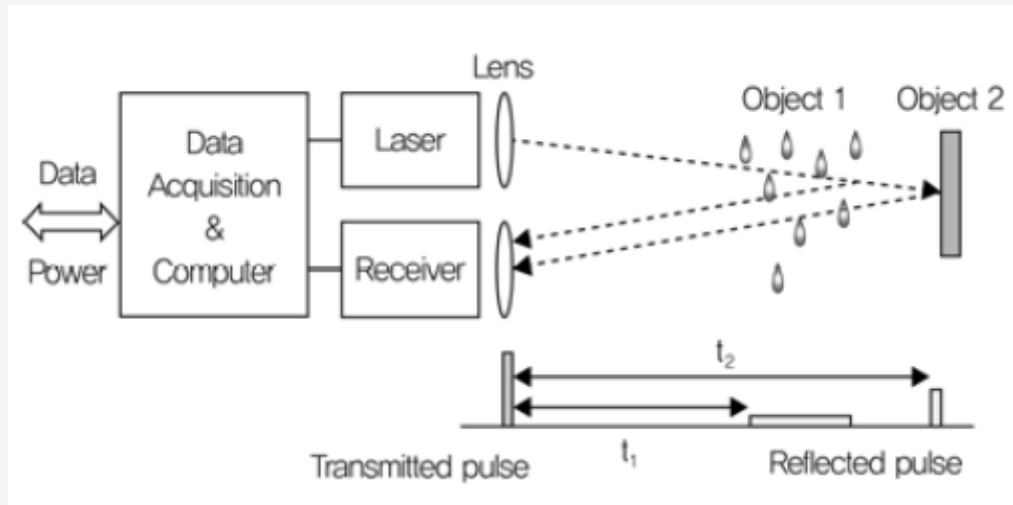 Lens
Object 1
Object 2
Data
Acquisition
&
Computer
Laser
Receiver
Data
Power
t2
t1
Transmitted pulse
Reflected pulse